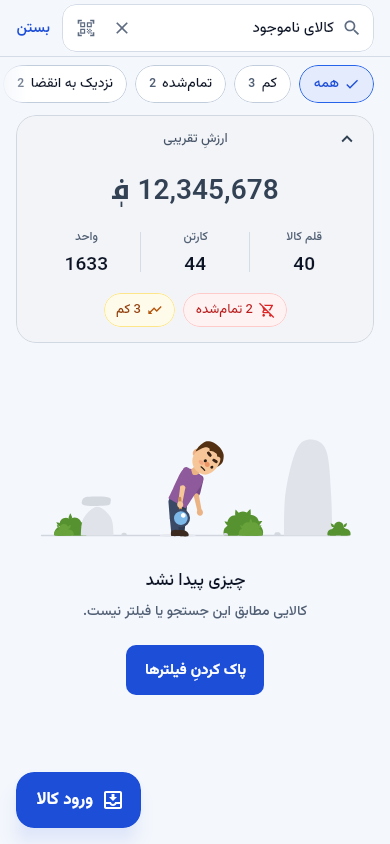 کالای ناموجود
بستن
همه
کم 3
تمام‌شده 2
نزدیک به انقضا 2
ارزشِ تقریبی
12,345,678 ؋
قلم کالا
کارتن
واحد
40
44
1633
2 تمام‌شده
3 کم
چیزی پیدا نشد
کالایی مطابق این جستجو یا فیلتر نیست.
پاک کردنِ فیلترها
ورود کالا